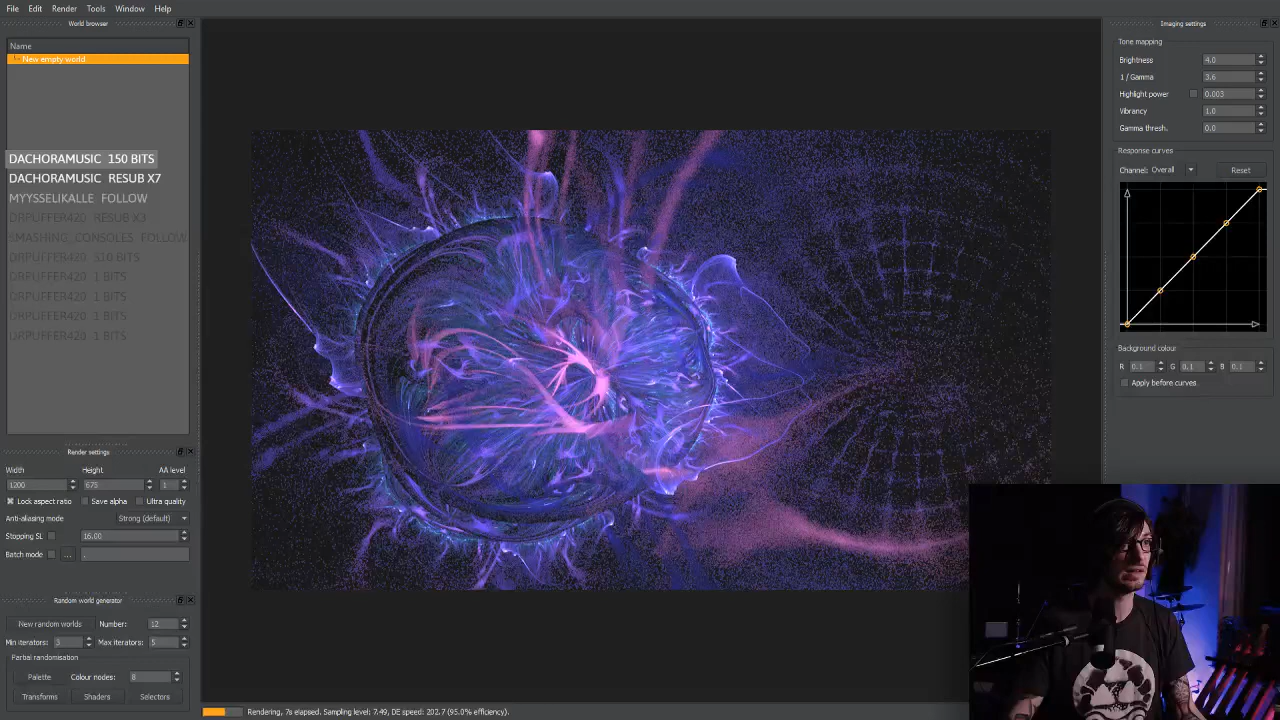 File Edit Render Tools Window Help
World browser
Name
New empty world
DACHORAMUSIC 150 BITS
DACHORAMUSIC RESUB X7
MYYSSELIKALLE FOLLOW
DRPUFFER420 RESUB X3
SMASHING_CONSOLES FOLLOW
DRPUFFER420 510 BITS
DRPUFFER420 1 BITS
DRPUFFER420 1 BITS
DRPUFFER420 1 BITS
DRPUFFER420 1 BITS
Render settings
Width Height AA level
1200 675 1
Lock aspect ratio Save alpha Ultra quality
Anti-aliasing mode Strong (default)
Stopping SL 16.00
Batch mode ... .
Random world generator
New random worlds Number: 12
Min iterators: 3 Max iterators: 5
Partial randomisation
Palette Colour nodes: 8
Transforms Shaders Selectors
Rendering, 7s elapsed. Sampling level: 7.49, DE speed: 202.7 (95.0% efficiency).
Imaging settings
Tone mapping
Brightness 4.0
1 / Gamma 3.6
Highlight power 0.003
Vibrancy 1.0
Gamma thresh. 0.0
Response curves
Channel: Overall Reset
Background colour
R 0.1 G 0.1 B 0.1
Apply before curves